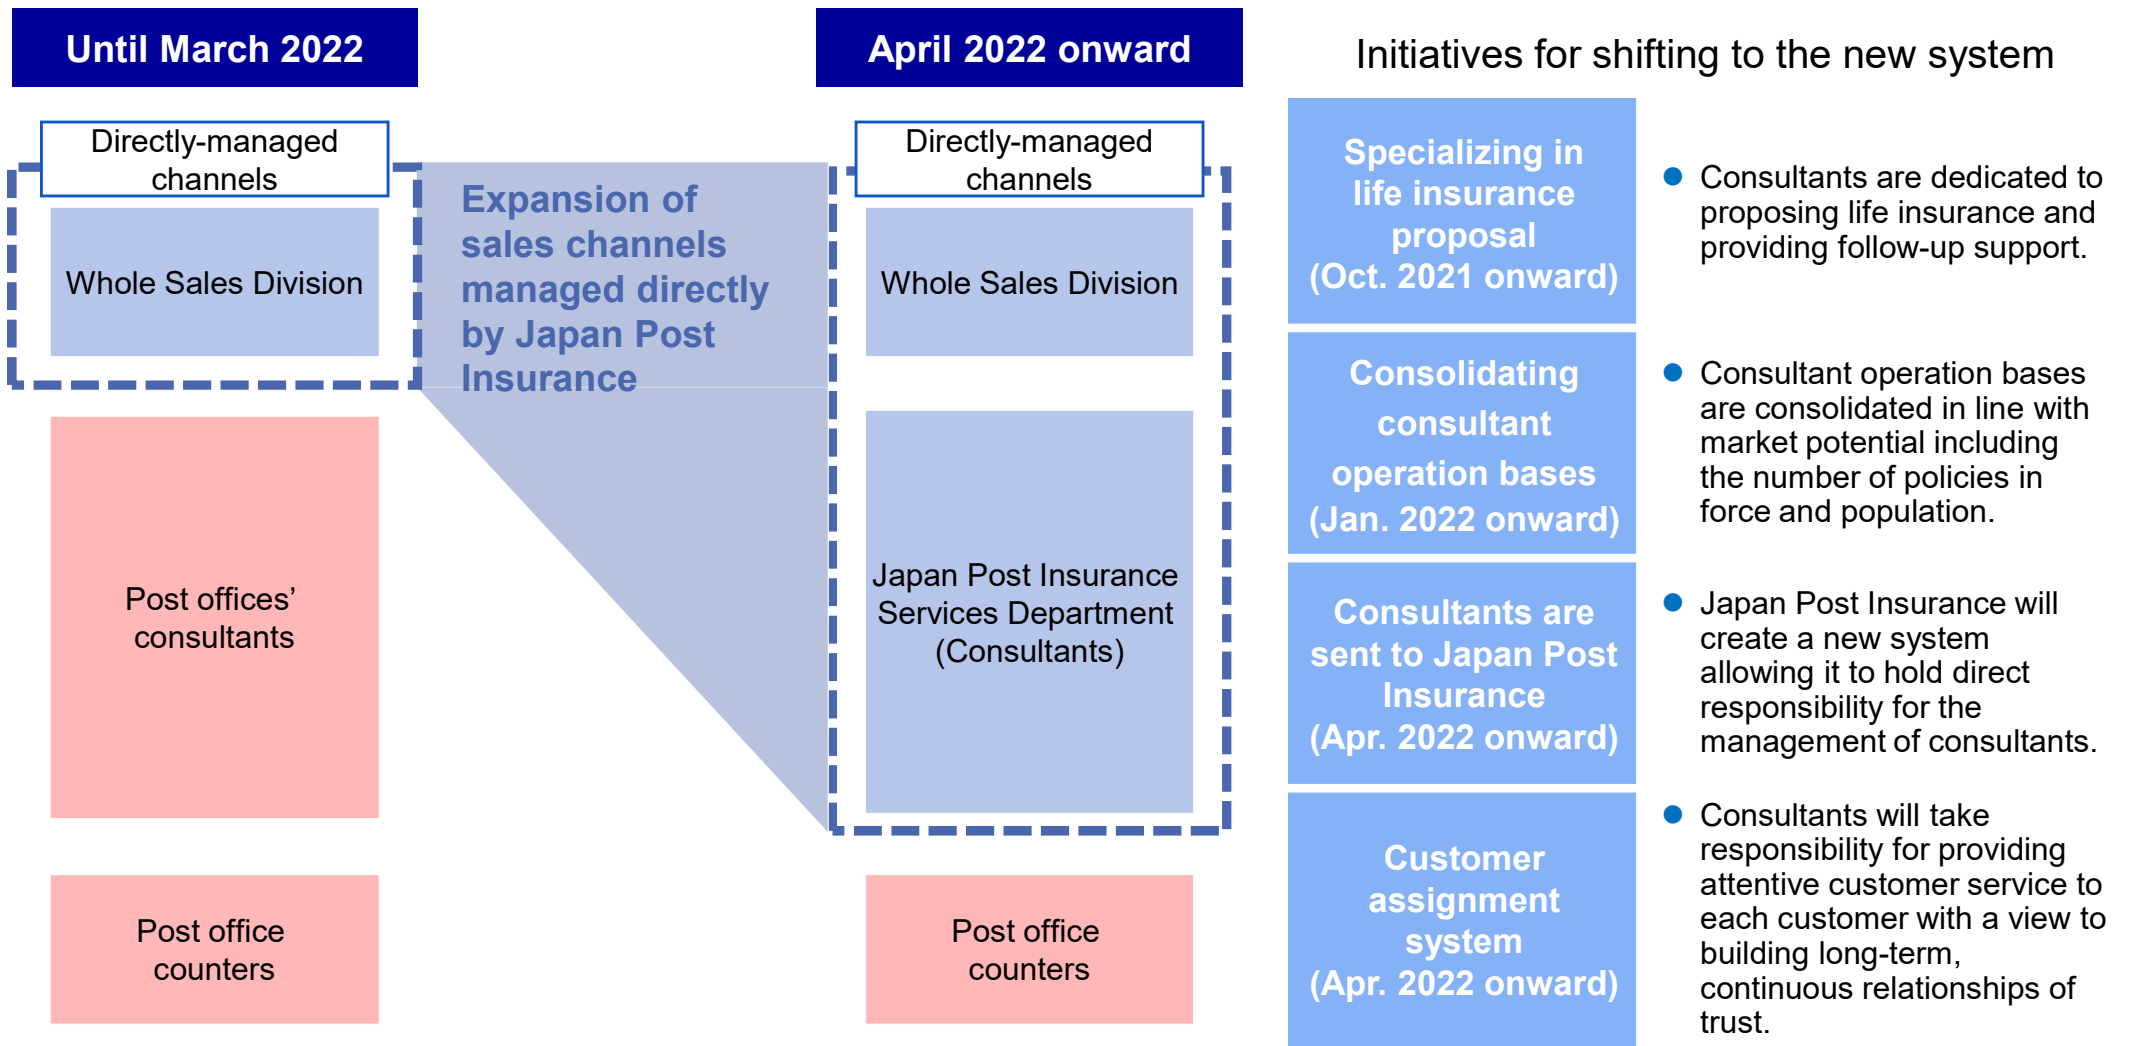 Until March 2022
Directly-managed
channels
Whole Sales Division
Post offices’
consultants
Post office
counters
Expansion of
sales channels
managed directly
by Japan Post
Insurance
April 2022 onward
Directly-managed
channels
Whole Sales Division
Japan Post Insurance
Services Department
(Consultants)
Post office
counters
Initiatives for shifting to the new system
Specializing in
life insurance
proposal
(Oct. 2021 onward)
● Consultants are dedicated to
proposing life insurance and
providing follow-up support.
Consolidating
consultant
operation bases
(Jan. 2022 onward)
● Consultant operation bases
are consolidated in line with
market potential including
the number of policies in
force and population.
Consultants are
sent to Japan Post
Insurance
(Apr. 2022 onward)
● Japan Post Insurance will
create a new system
allowing it to hold direct
responsibility for the
management of consultants.
Customer
assignment
system
(Apr. 2022 onward)
● Consultants will take
responsibility for providing
attentive customer service to
each customer with a view to
building long-term,
continuous relationships of
trust.